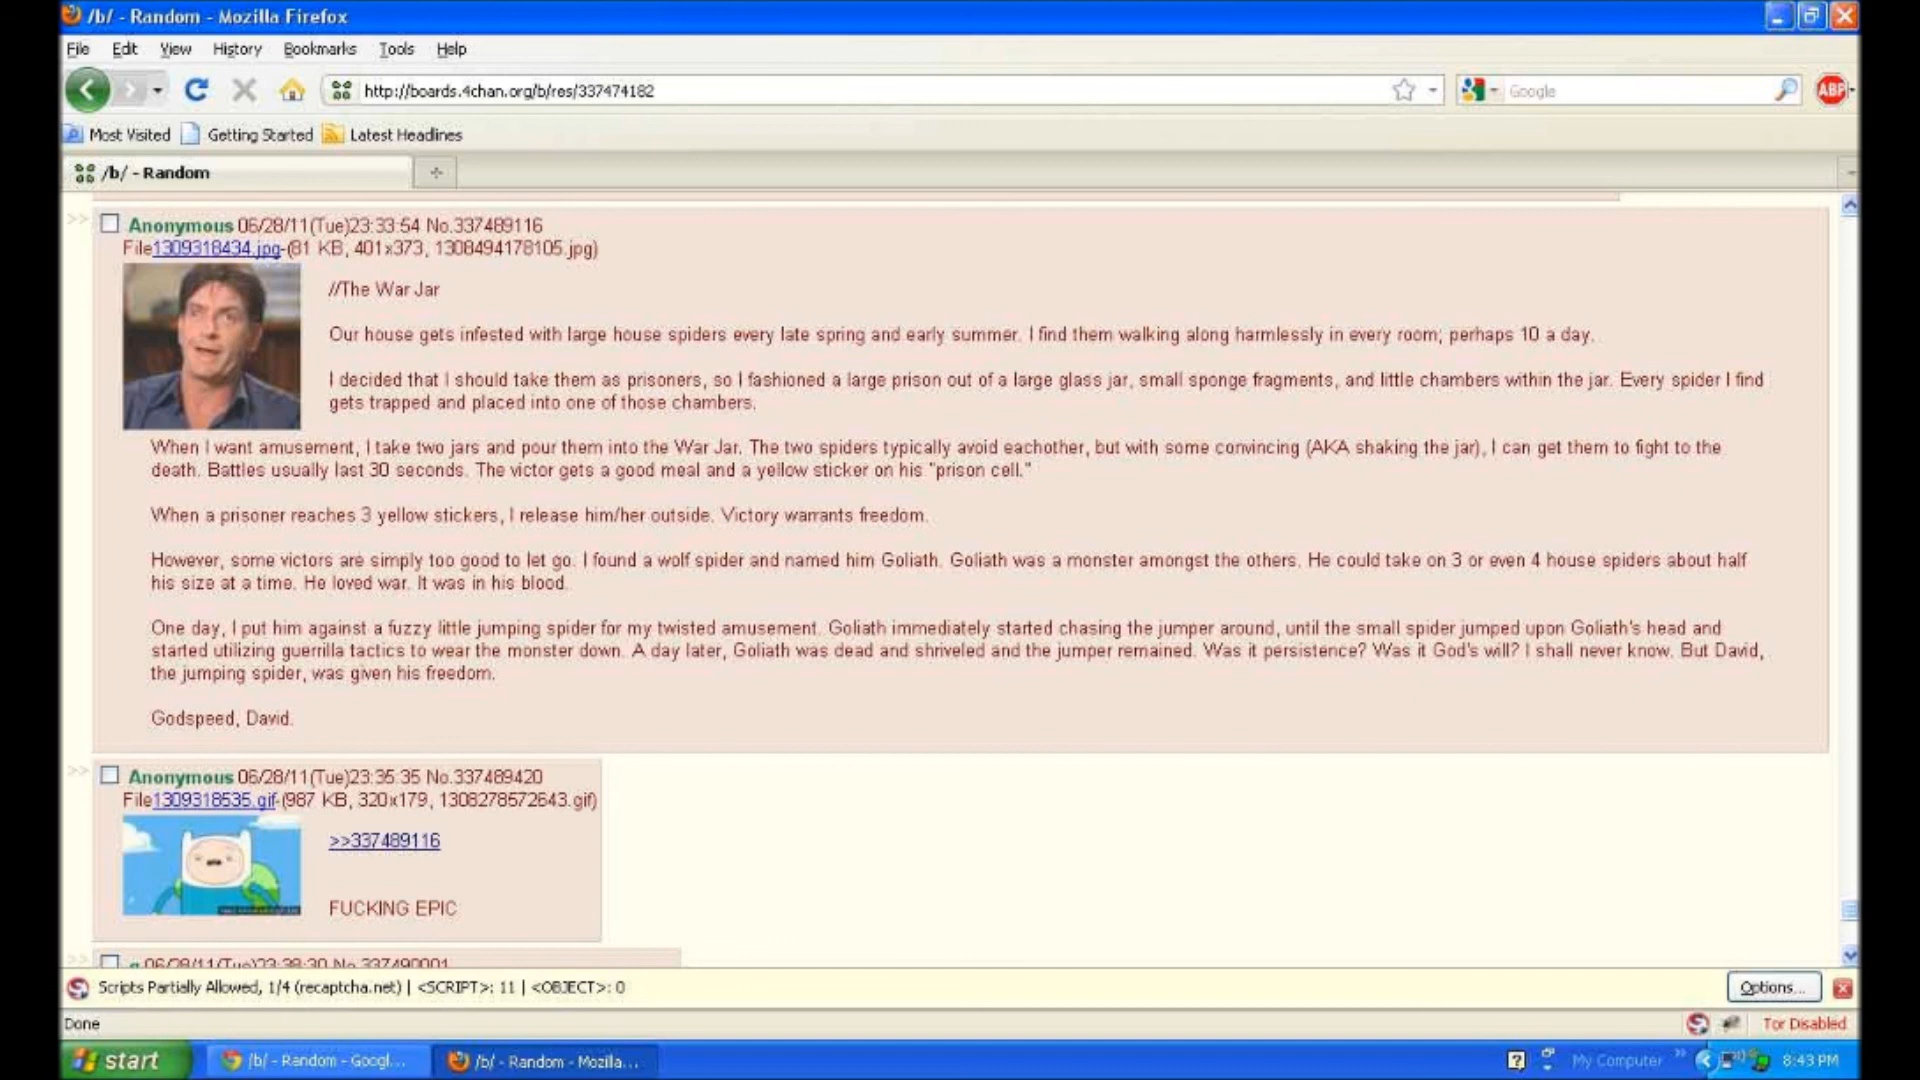 /b/ - Random - Mozilla Firefox
File Edit View History Bookmarks Tools Help
http://boards.4chan.org/b/res/337474182
Google
ABP
Most Visited Getting Started Latest Headlines
/b/ - Random
>> Anonymous 06/28/11(Tue)23:33:54 No.337489116
File1309318434.jpg-(81 KB, 401x373, 1308494178105.jpg)
//The War Jar
Our house gets infested with large house spiders every late spring and early summer. I find them walking along harmlessly in every room; perhaps 10 a day.
I decided that I should take them as prisoners, so I fashioned a large prison out of a large glass jar, small sponge fragments, and little chambers within the jar. Every spider I find
gets trapped and placed into one of those chambers.
When I want amusement, I take two jars and pour them into the War Jar. The two spiders typically avoid eachother, but with some convincing (AKA shaking the jar), I can get them to fight to the
death. Battles usually last 30 seconds. The victor gets a good meal and a yellow sticker on his "prison cell."
When a prisoner reaches 3 yellow stickers, I release him/her outside. Victory warrants freedom.
However, some victors are simply too good to let go. I found a wolf spider and named him Goliath. Goliath was a monster amongst the others. He could take on 3 or even 4 house spiders about half
his size at a time. He loved war. It was in his blood.
One day, I put him against a fuzzy little jumping spider for my twisted amusement. Goliath immediately started chasing the jumper around, until the small spider jumped upon Goliath's head and
started utilizing guerrilla tactics to wear the monster down. A day later, Goliath was dead and shriveled and the jumper remained. Was it persistence? Was it God's will? I shall never know. But David,
the jumping spider, was given his freedom.
Godspeed, David.
>> Anonymous 06/28/11(Tue)23:35:35 No.337489420
File1309318535.gif-(987 KB, 320x179, 1308278572643.gif)
>>337489116
FUCKING EPIC
>> 06/28/11(Tue)23:38:30 No.337490001
Scripts Partially Allowed, 1/4 (recaptcha.net) | <SCRIPT>: 11 | <OBJECT>: 0
Options...
Done
Tor Disabled
start /b/ - Random - Googl... /b/ - Random - Mozilla... My Computer 8:43 PM